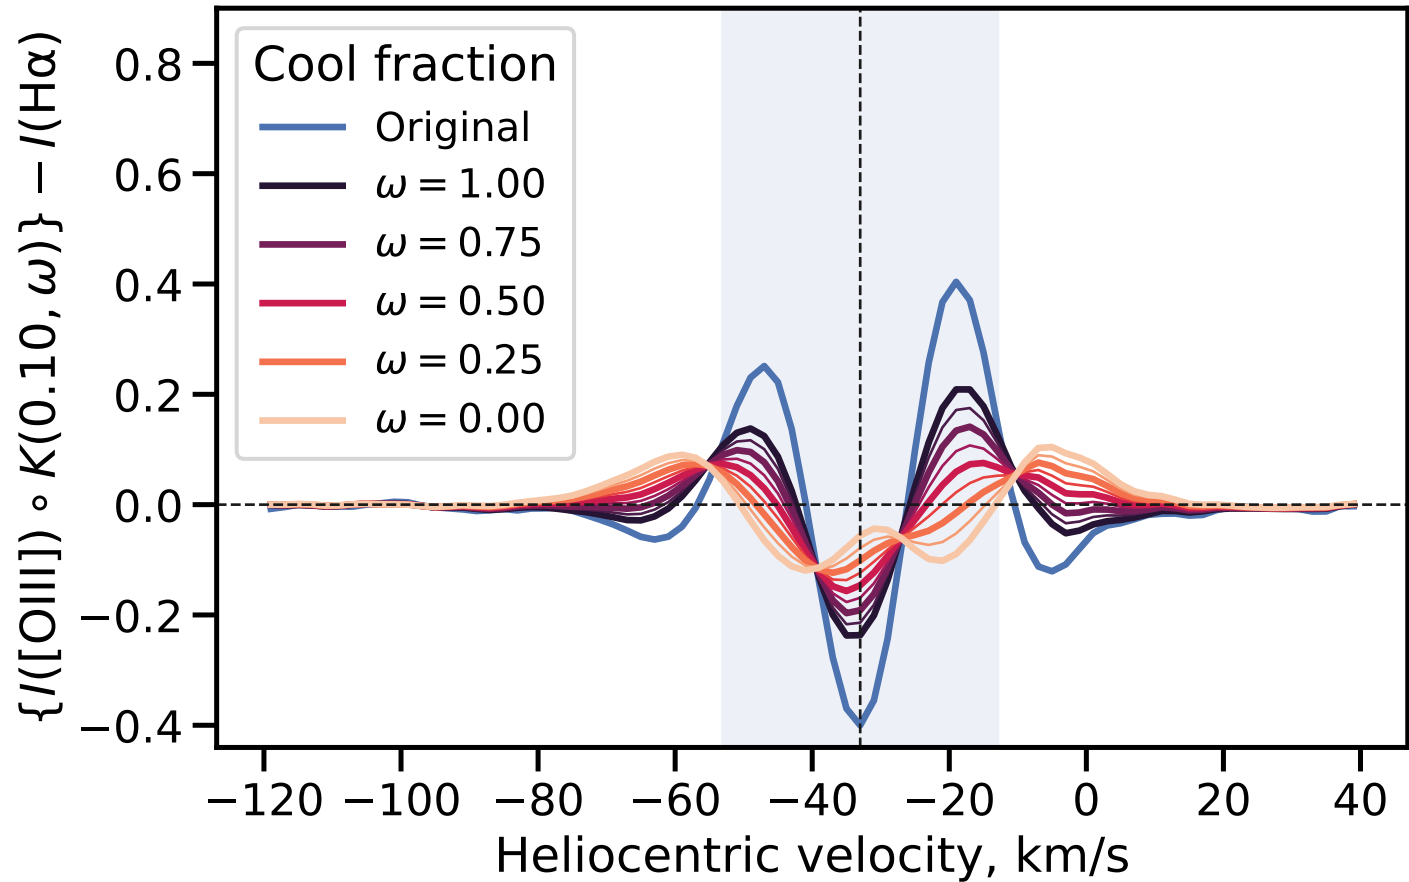 {I([OIII]) ∘ K(0.10, ω)} − I(Hα)
0.8
0.6
0.4
0.2
0.0
−0.2
−0.4
Cool fraction
Original
ω = 1.00
ω = 0.75
ω = 0.50
ω = 0.25
ω = 0.00
−120 −100 −80 −60 −40 −20 0 20 40
Heliocentric velocity, km/s